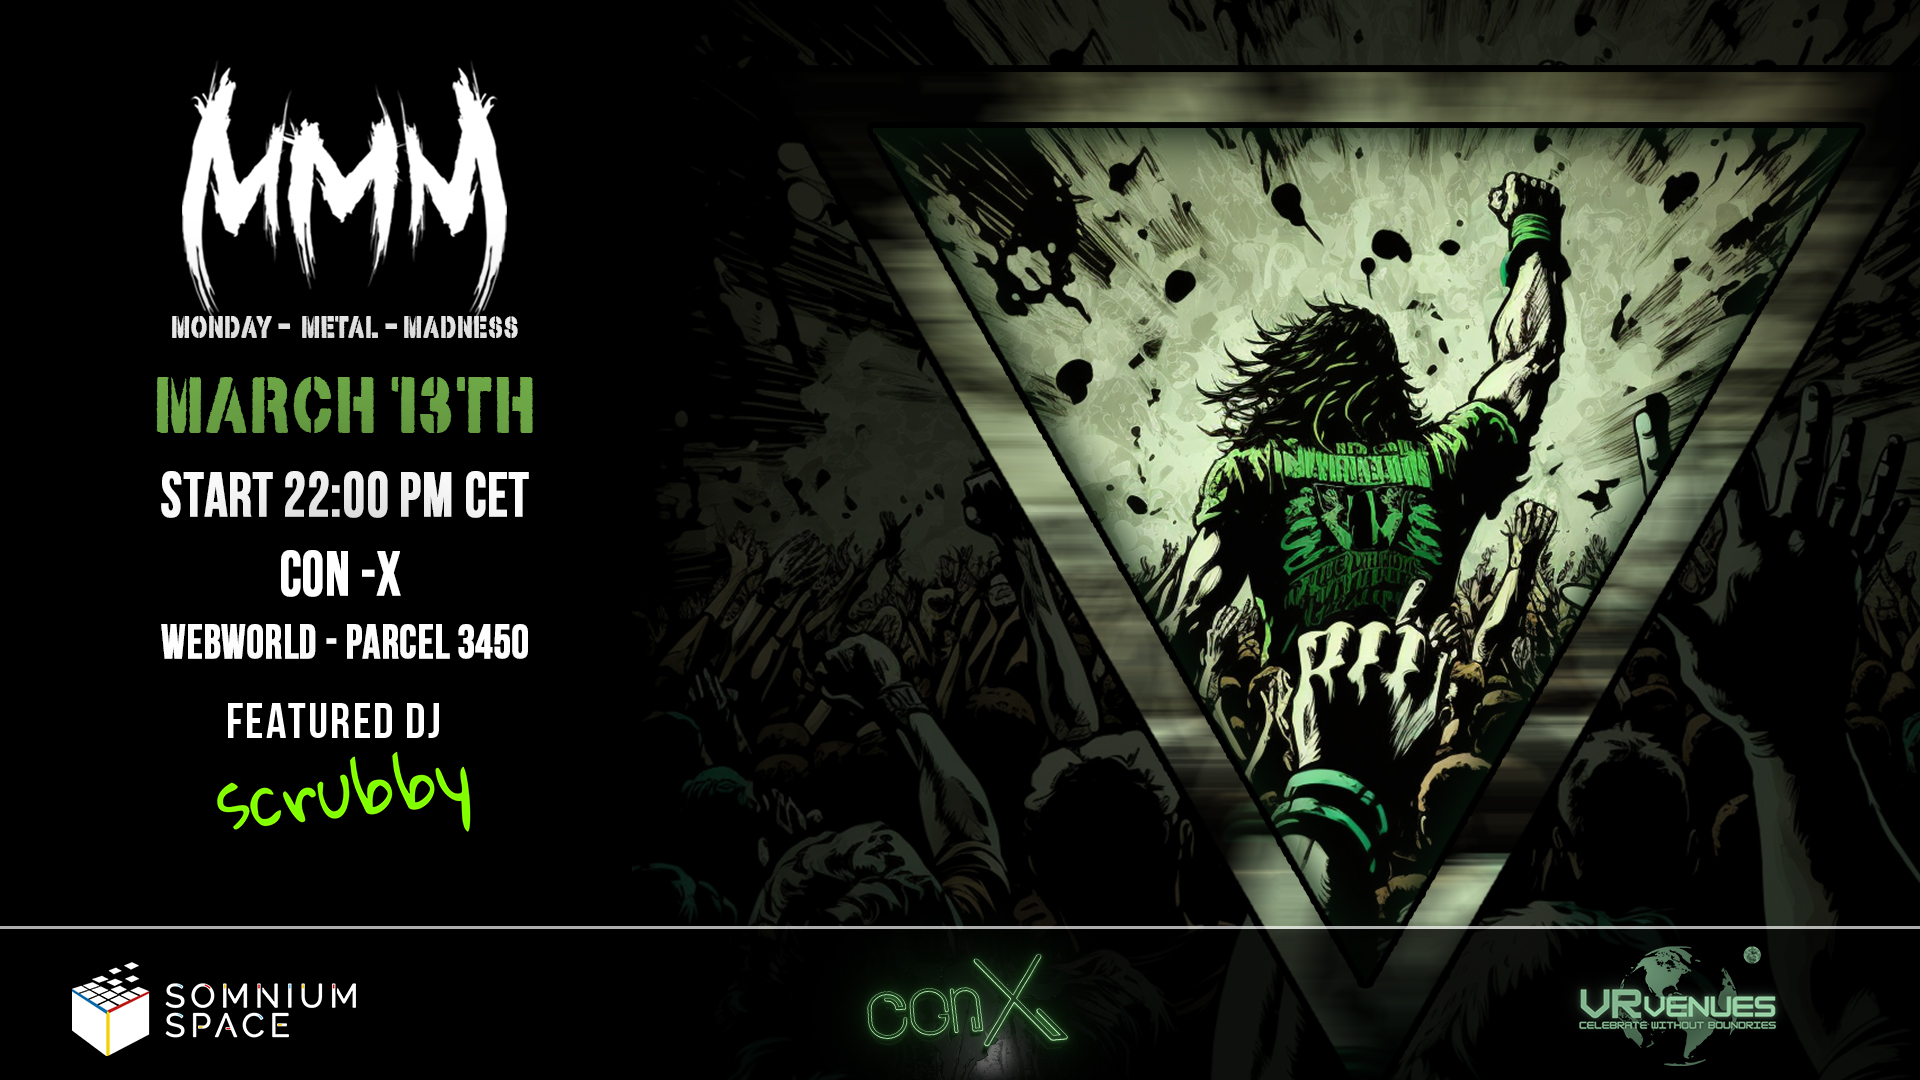 MMM
MONDAY - METAL - MADNESS
MARCH 13TH
START 22:00 PM CET
CON -X
WEBWORLD - PARCEL 3450
FEATURED DJ
scrubby
SOMNIUM
SPACE
conX
VRVENUES
CELEBRATE WITHOUT BOUNDRIES